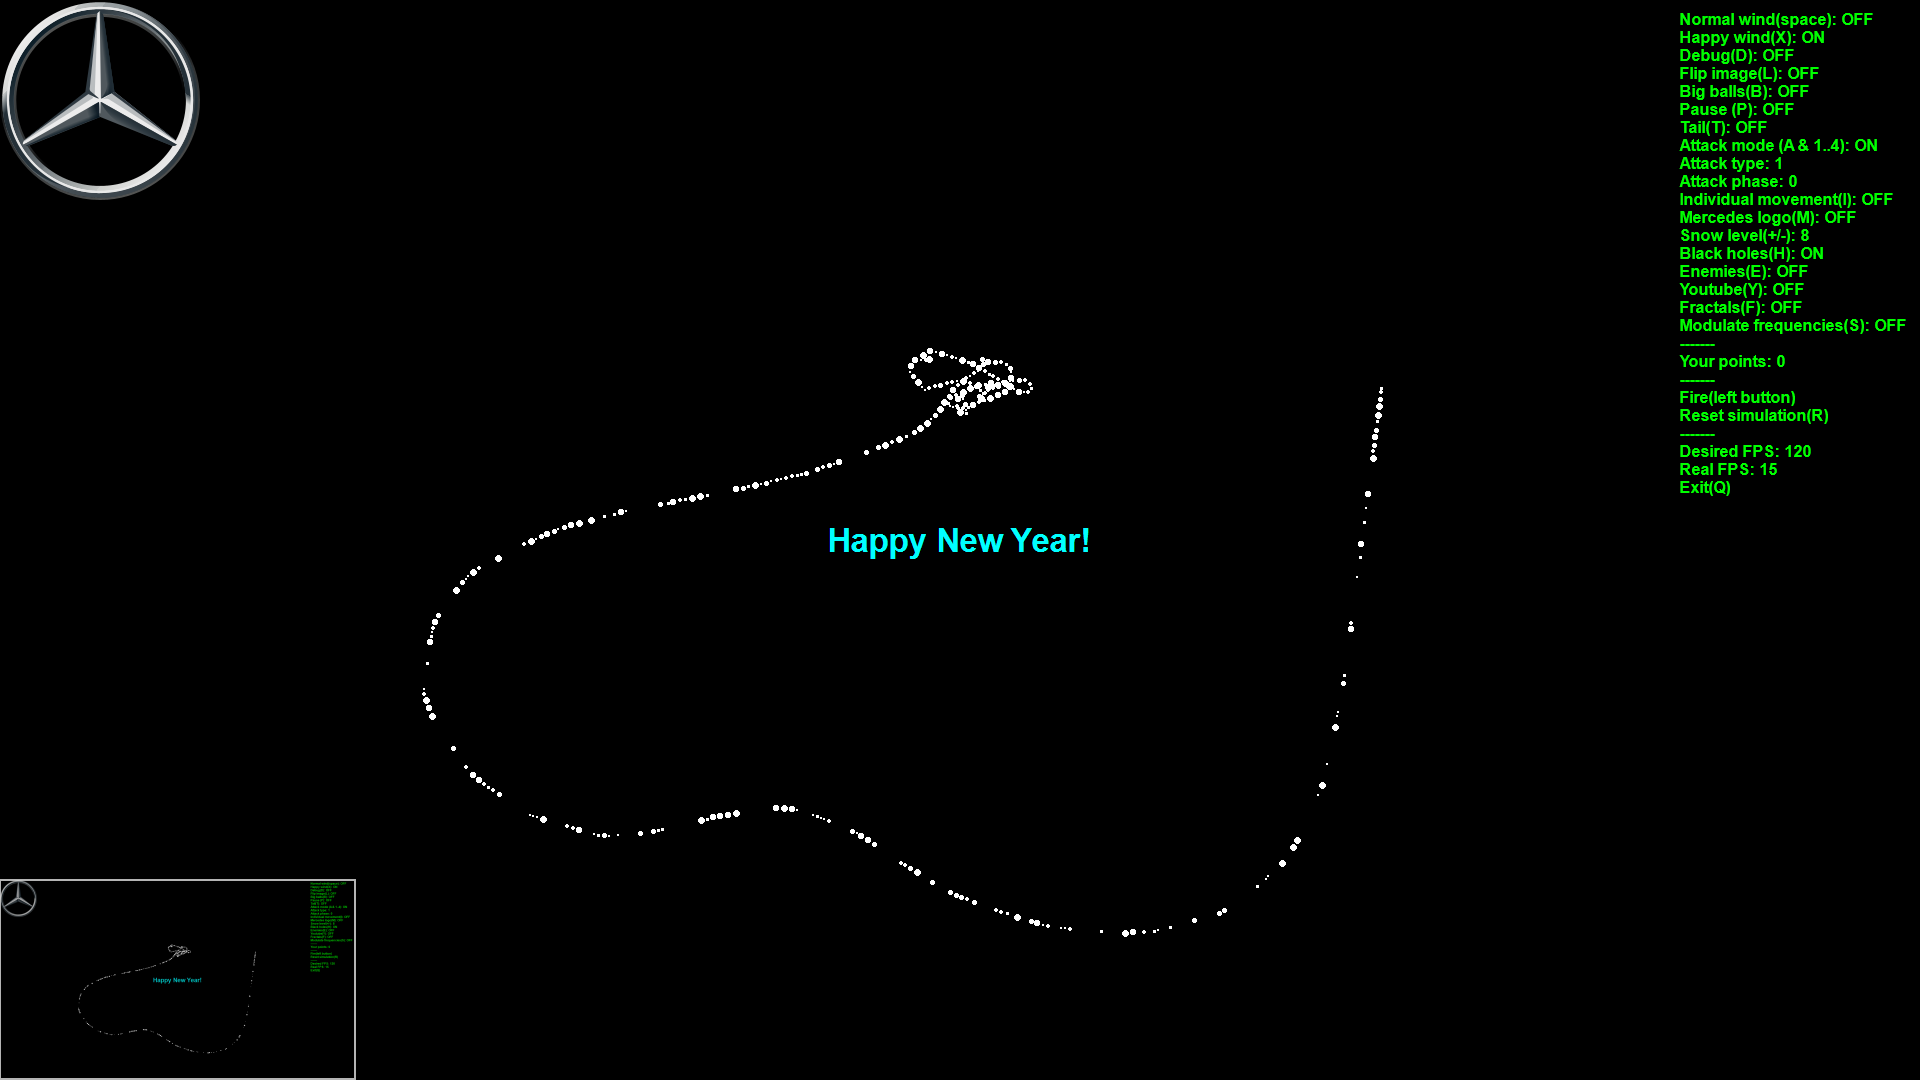 Normal wind(space): OFF
Happy wind(X): ON
Debug(D): OFF
Flip image(L): OFF
Big balls(B): OFF
Pause (P): OFF
Tail(T): OFF
Attack mode (A & 1..4): ON
Attack type: 1
Attack phase: 0
Individual movement(I): OFF
Mercedes logo(M): OFF
Snow level(+/-): 8
Black holes(H): ON
Enemies(E): OFF
Youtube(Y): OFF
Fractals(F): OFF
Modulate frequencies(S): OFF
-------
Your points: 0
-------
Fire(left button)
Reset simulation(R)
-------
Desired FPS: 120
Real FPS: 15
Exit(Q)
Happy New Year!
Happy New Year!